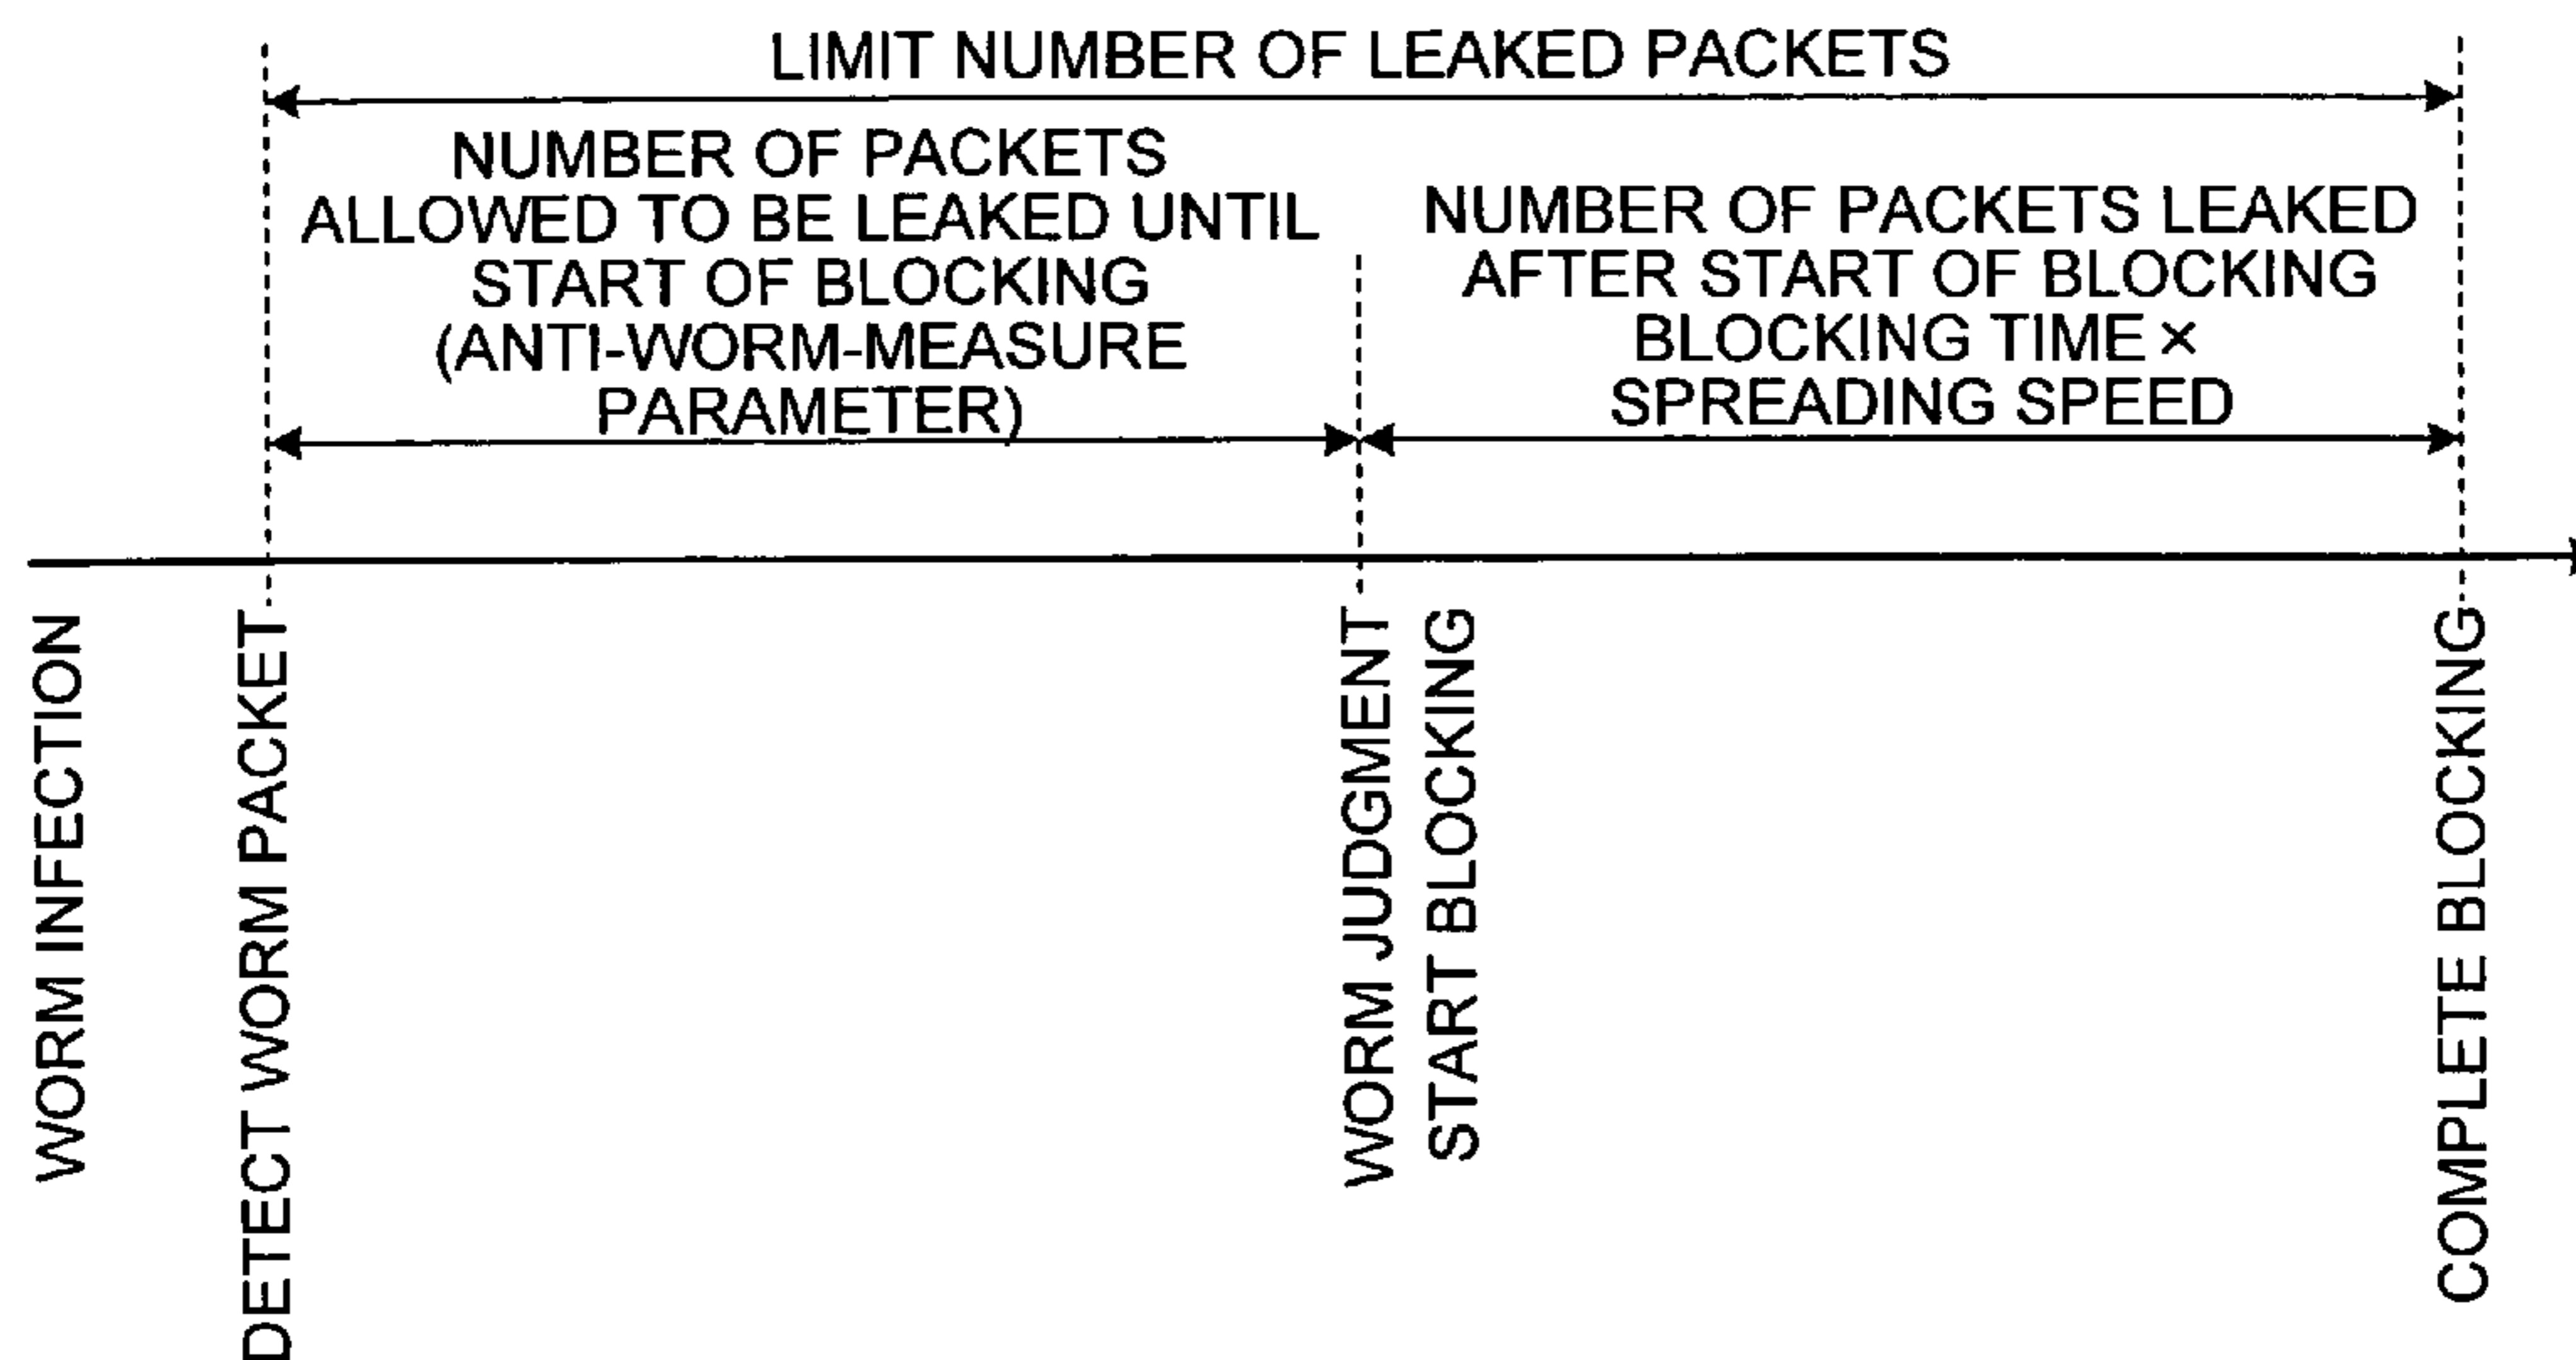 LIMIT NUMBER OF LEAKED PACKETS
NUMBER OF PACKETS
ALLOWED TO BE LEAKED UNTIL
START OF BLOCKING
(ANTI-WORM-MEASURE
PARAMETER)
NUMBER OF PACKETS LEAKED
AFTER START OF BLOCKING
BLOCKING TIME ×
SPREADING SPEED
WORM INFECTION
DETECT WORM PACKET
WORM JUDGMENT
START BLOCKING
COMPLETE BLOCKING